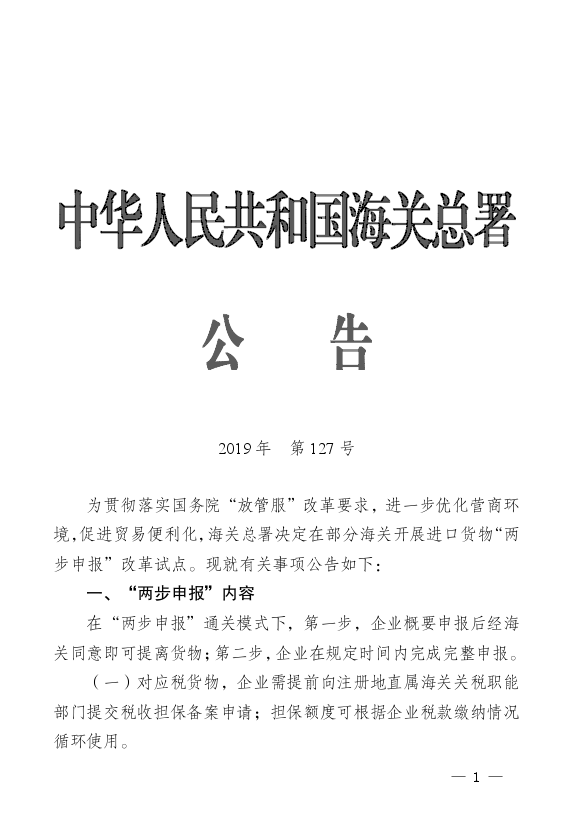 中华人民共和国海关总署
公 告
2019年 第127号
为贯彻落实国务院“放管服”改革要求，进一步优化营商环
境，促进贸易便利化，海关总署决定在部分海关开展进口货物“两
步申报”改革试点。现就有关事项公告如下：
一、“两步申报”内容
在“两步申报”通关模式下，第一步，企业概要申报后经海
关同意即可提离货物；第二步，企业在规定时间内完成完整申报。
（一）对应税货物，企业需提前向注册地直属海关关税职能
部门提交税收担保备案申请；担保额度可根据企业税款缴纳情况
循环使用。
— 1 —